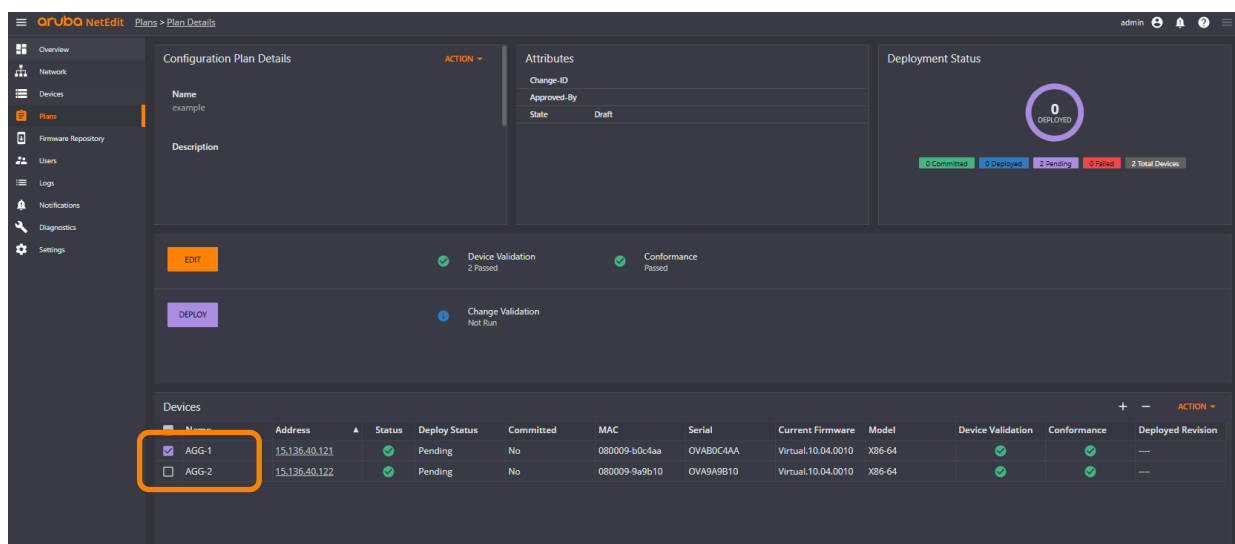 aruba NetEdit Plans > Plan Details admin
Overview
Network
Devices
Plans
Firmware Repository
Users
Logs
Notifications
Diagnostics
Settings
Configuration Plan Details ACTION
Name
example
Description
Attributes
Change-ID
Approved-By
State Draft
Deployment Status
0
DEPLOYED
0 Committed 0 Deployed 2 Pending 0 Failed 2 Total Devices
EDIT
Device Validation
2 Passed
Conformance
Passed
DEPLOY
Change Validation
Not Run
Devices + − ACTION
Name Address Status Deploy Status Committed MAC Serial Current Firmware Model Device Validation Conformance Deployed Revision
AGG-1 15.136.40.121 Pending No 080009-b0c4aa OVAB0C4AA Virtual.10.04.0010 X86-64 ----
AGG-2 15.136.40.122 Pending No 080009-9a9b10 OVA9A9B10 Virtual.10.04.0010 X86-64 ----